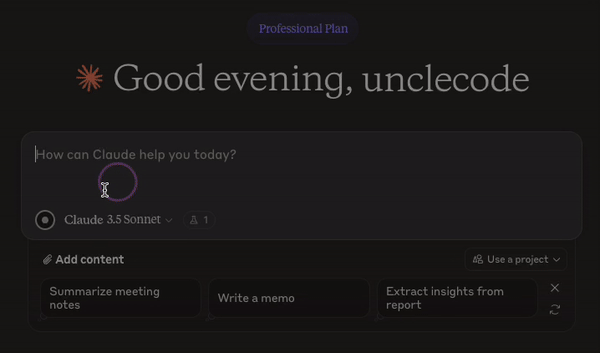 Professional Plan
Good evening, unclecode
How can Claude help you today?
Claude 3.5 Sonnet
1
Add content
Use a project
Summarize meeting
notes
Write a memo
Extract insights from
report